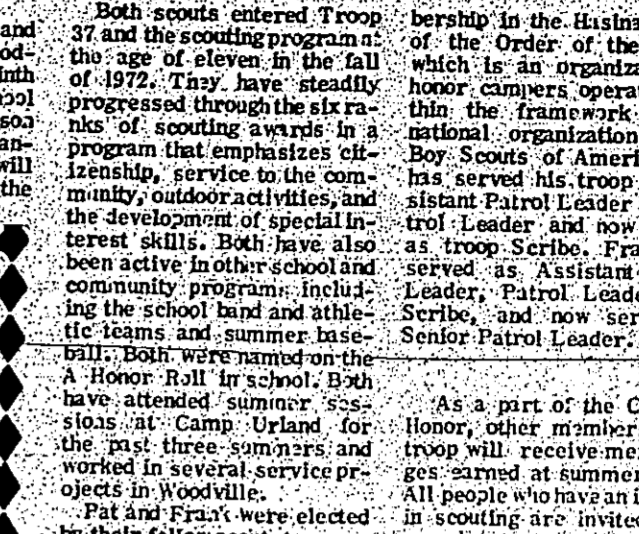 and
od-
inth
ool
son
an-
will
the
Both scouts entered Troop
37 and the scouting program at
the age of eleven in the fall
of 1972. They have steadily
progressed through the six ra-
nks of scouting awards in a
program that emphasizes cit-
izenship, service to the com-
munity, outdoor activities, and
the development of special in-
terest skills. Both have also
been active in other school and
community programs includ-
ing the school band and athle-
tic teams and summer base-
ball. Both were named on the
A Honor Roll in school. Both
have attended summer ses-
sions at Camp Urland for
the past three summers and
worked in several service pr-
ojects in Woodville.
Pat and Frank were elected
by their fellow
bership in the Hasina
of the Order of the
which is an organiza
honor campers opera
thin the framework
national organization
Boy Scouts of Ameri
has served his troop
sistant Patrol Leader
trol Leader and now
as troop Scribe. Fra
served as Assistant
Leader, Patrol Leade
Scribe, and now ser
Senior Patrol Leader.
As a part of the C
Honor, other member
troop will receive me
ges earned at summe
All people who have an i
in scouting are invite